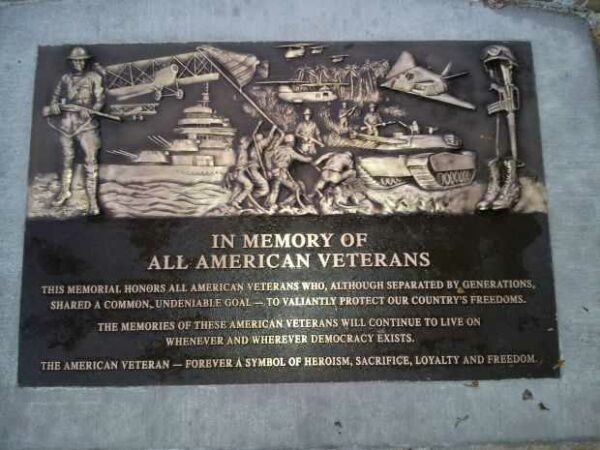 IN MEMORY OF
ALL AMERICAN VETERANS
THIS MEMORIAL HONORS ALL AMERICAN VETERANS WHO, ALTHOUGH SEPARATED BY GENERATIONS,
SHARED A COMMON, UNDENIABLE GOAL — TO VALIANTLY PROTECT OUR COUNTRY'S FREEDOMS.
THE MEMORIES OF THESE AMERICAN VETERANS WILL CONTINUE TO LIVE ON
WHENEVER AND WHEREVER DEMOCRACY EXISTS.
THE AMERICAN VETERAN — FOREVER A SYMBOL OF HEROISM, SACRIFICE, LOYALTY AND FREEDOM.